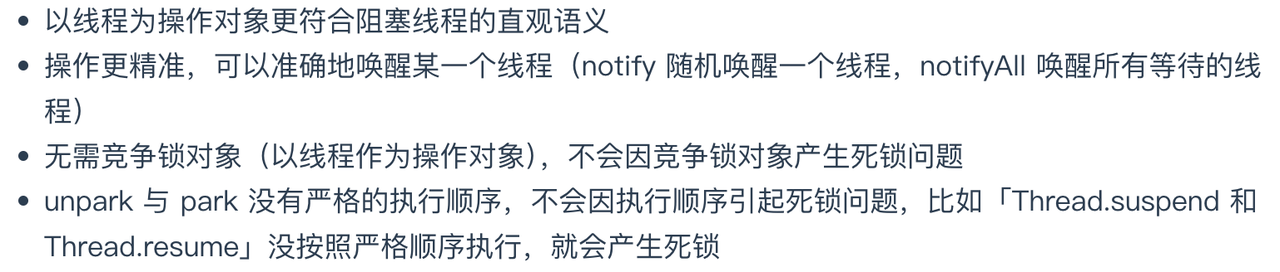 • 以线程为操作对象更符合阻塞线程的直观语义
• 操作更精准，可以准确地唤醒某一个线程（notify 随机唤醒一个线程，notifyAll 唤醒所有等待的线
程）
• 无需竞争锁对象（以线程作为操作对象），不会因竞争锁对象产生死锁问题
• unpark 与 park 没有严格的执行顺序，不会因执行顺序引起死锁问题，比如「Thread.suspend 和
Thread.resume」没按照严格顺序执行，就会产生死锁